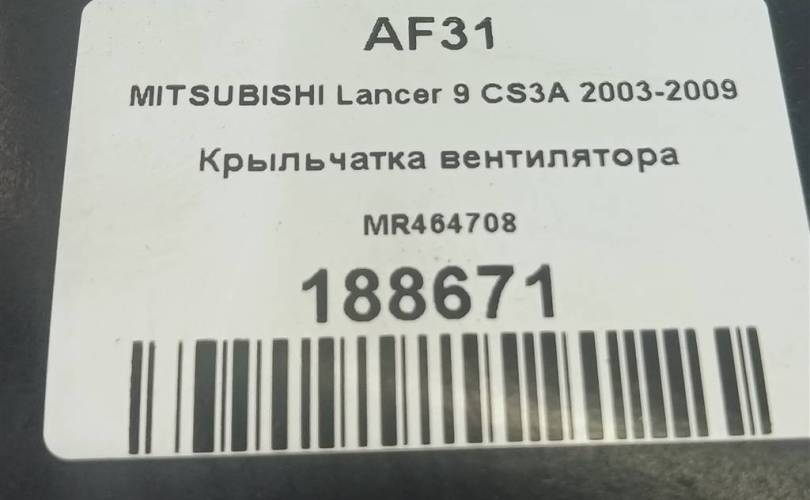 AF31
MITSUBISHI Lancer 9 CS3A 2003-2009
Крыльчатка вентилятора
MR464708
188671